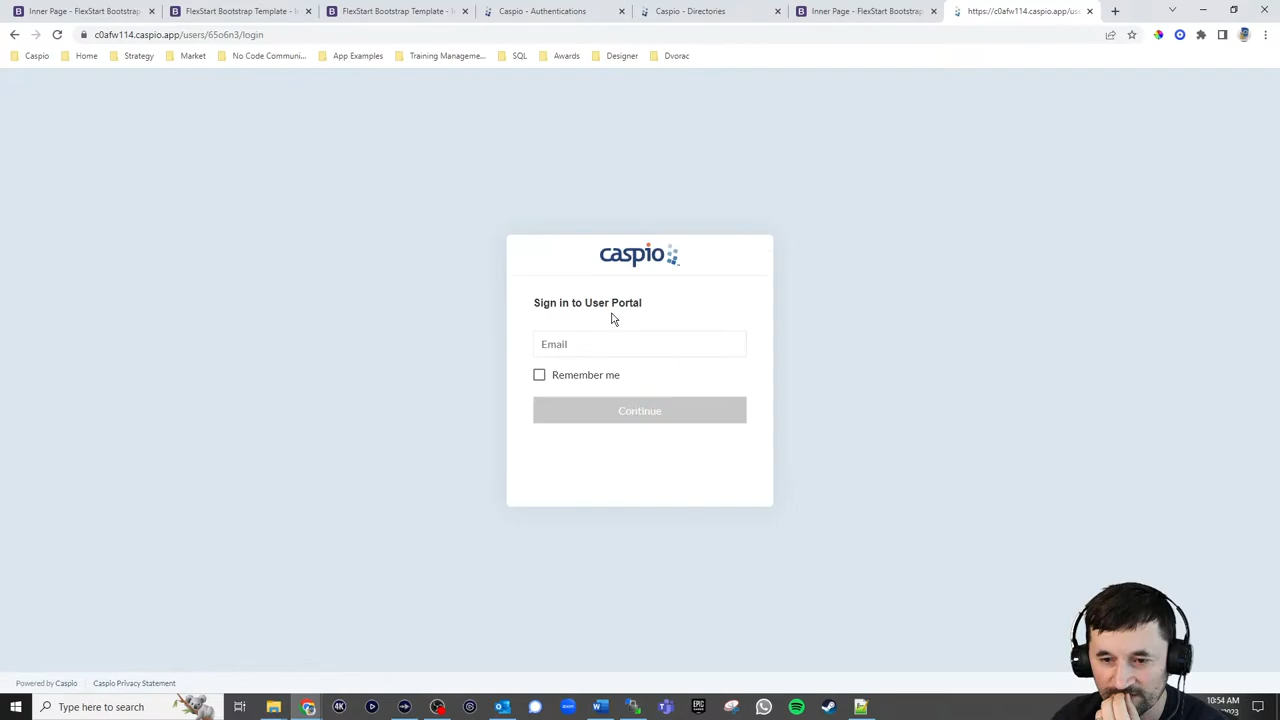 Inner Page - FlexStart Bootstrap
FlexStart Bootstrap Template - I
FlexStart Bootstrap Template - I
Caspio - Authentications
Caspio - Directories
Inner Page - FlexStart Bootstrap
https://c0afw114.caspio.app/use
c0afw114.caspio.app/users/65o6n3/login
Caspio
Home
Strategy
Market
No Code Communi...
App Examples
Training Manageme...
SQL
Awards
Designer
Dvorac
caspio
Sign in to User Portal
Email
Remember me
Continue
Powered by Caspio
Caspio Privacy Statement
Type here to search
4K
EPIC
10:54 AM